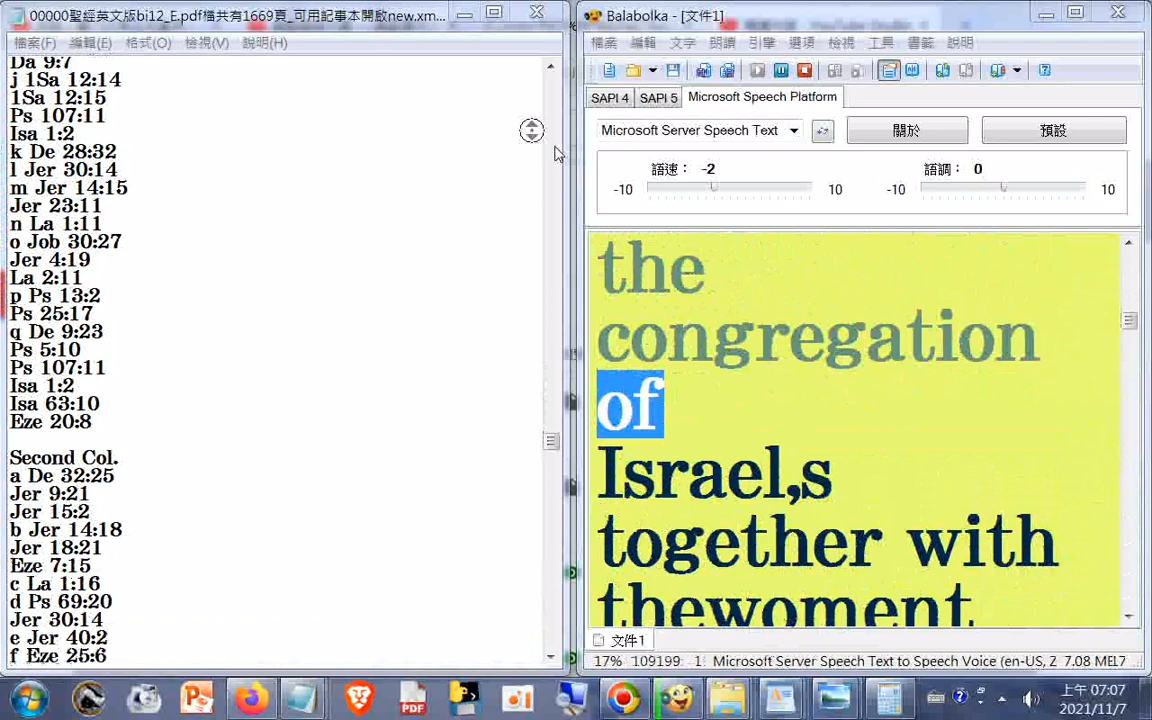 00000聖經英文版bi12_E.pdf檔共有1669頁_可用記事本開啟new.xm...
檔案(F) 編輯(E) 格式(O) 檢視(V) 說明(H)
Da 9:7
j 1Sa 12:14
1Sa 12:15
Ps 107:11
Isa 1:2
k De 28:32
l Jer 30:14
m Jer 14:15
Jer 23:11
n La 1:11
o Job 30:27
Jer 4:19
La 2:11
p Ps 13:2
Ps 25:17
q De 9:23
Ps 5:10
Ps 107:11
Isa 1:2
Isa 63:10
Eze 20:8
Second Col.
a De 32:25
Jer 9:21
Jer 15:2
b Jer 14:18
Jer 18:21
Eze 7:15
c La 1:16
d Ps 69:20
Jer 30:14
e Jer 40:2
f Eze 25:6
Balabolka - [文件1]
檔案 編輯 文字 朗讀 引擎 選項 檢視 工具 書籤 說明
SAPI 4 SAPI 5 Microsoft Speech Platform
Microsoft Server Speech Text 關於 預設
語速： -2 語調： 0
-10 10 -10 10
the
congregation
of
Israel,s
together with
thewoment
文件1
17% 109199: 1 Microsoft Server Speech Text to Speech Voice (en-US, 2 7.08 МЕ
上午 07:07
2021/11/7